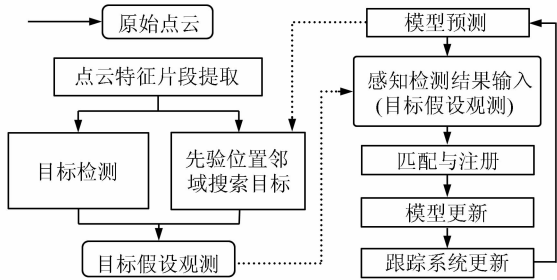 原始点云
点云特征片段提取
目标检测
先验位置邻
域搜索目标
目标假设观测
模型预测
感知检测结果输入
(目标假设观测)
匹配与注册
模型更新
跟踪系统更新